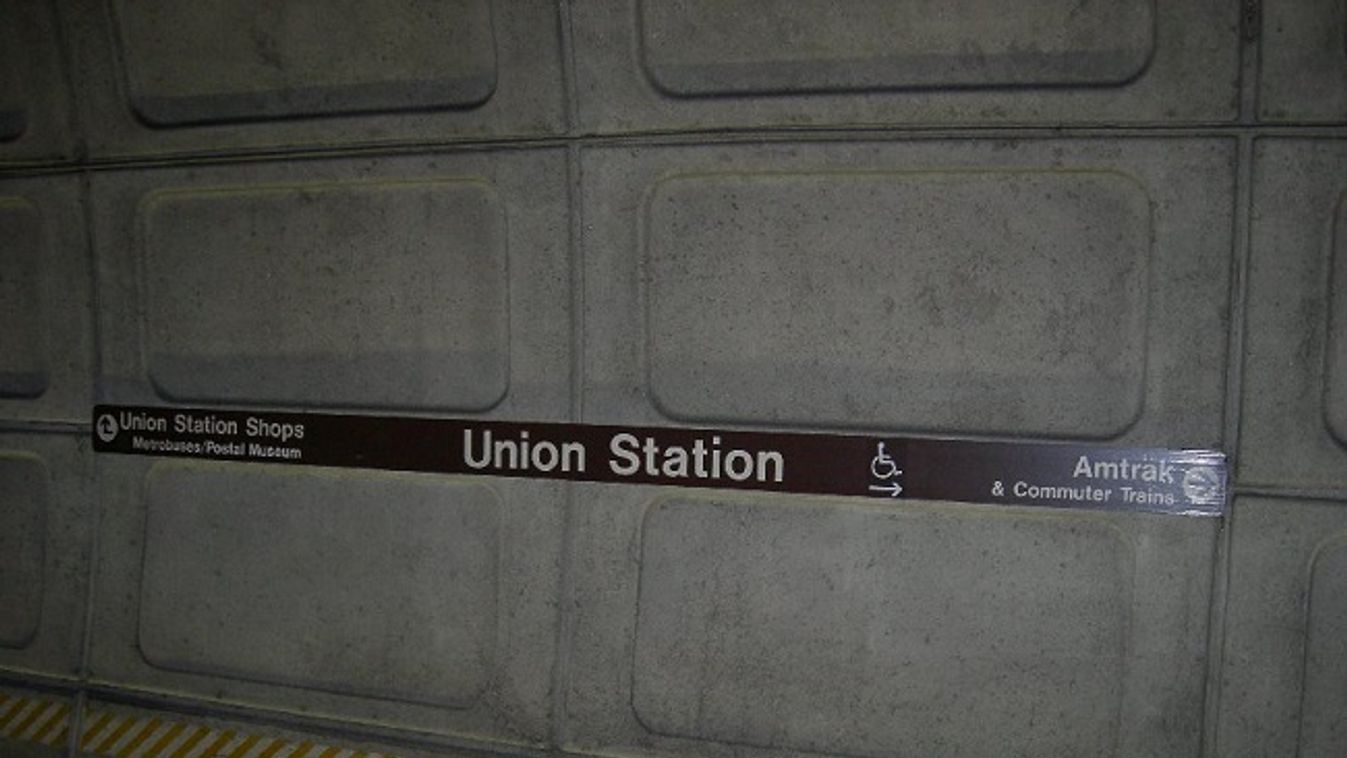 Union Station Shops
Metrobuses/Postal Museum
Union Station
Amtrak
& Commuter Trains